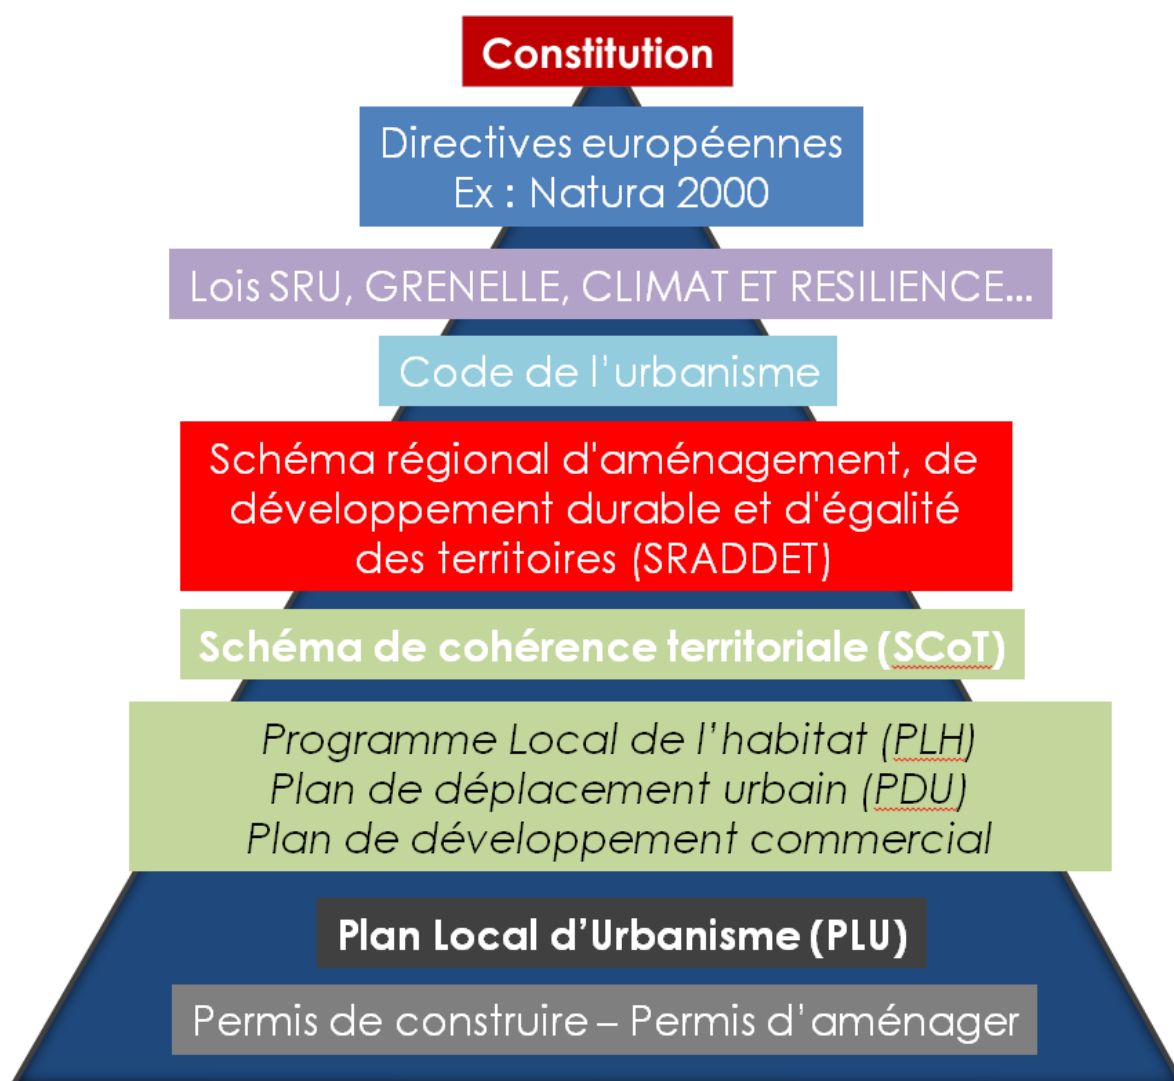 Constitution
Directives européennes
Ex : Natura 2000
Lois SRU, GRENELLE, CLIMAT ET RESILIENCE...
Code de l’urbanisme
Schéma régional d'aménagement, de
développement durable et d'égalité
des territoires (SRADDET)
Schéma de cohérence territoriale (SCoT)
Programme Local de l’habitat (PLH)
Plan de déplacement urbain (PDU)
Plan de développement commercial
Plan Local d’Urbanisme (PLU)
Permis de construire – Permis d’aménager